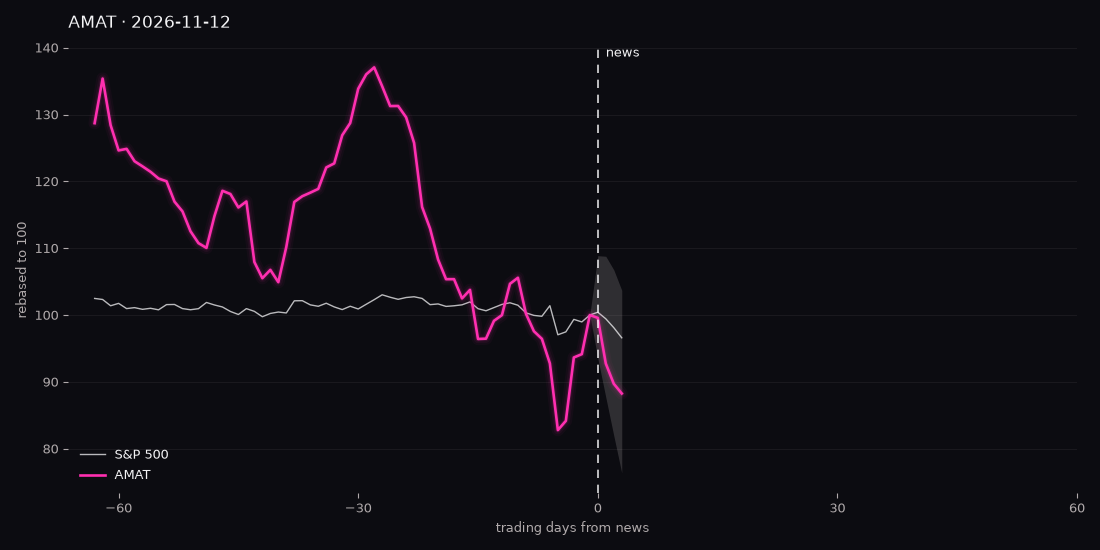 AMAT · 2026-11-12
140
130
120
110
100
90
80
rebased to 100
news
S&P 500
AMAT
−60
−30
0
30
60
trading days from news